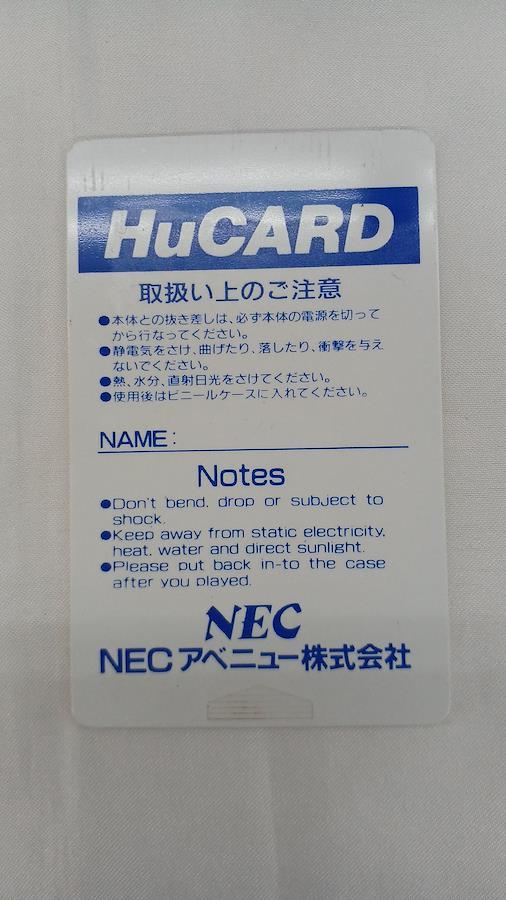 HuCARD
取扱い上のご注意
●本体との抜き差しは、必ず本体の電源を切って
から行なってください。
●静電気をさけ、曲げたり、落したり、衝撃を与え
ないでください。
●熱、水分、直射日光をさけてください。
●使用後はビニールケースに入れてください。
NAME:
Notes
●Don't bend, drop or subject to
shock.
●Keep away from static electricity,
heat, water and direct sunlight.
●Please put back in-to the case
after you played.
NEC
NECアベニュー株式会社